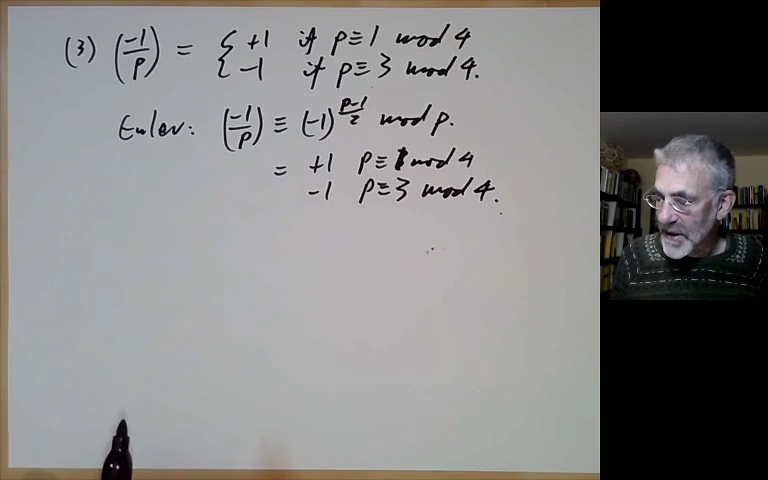 (3) (-1/p) = { +1 if p≡1 mod 4
{ -1 if p≡3 mod 4.
Euler: (-1/p) ≡ (-1)^((p-1)/2) mod p.
= +1 p≡1 mod 4
-1 p≡3 mod 4.